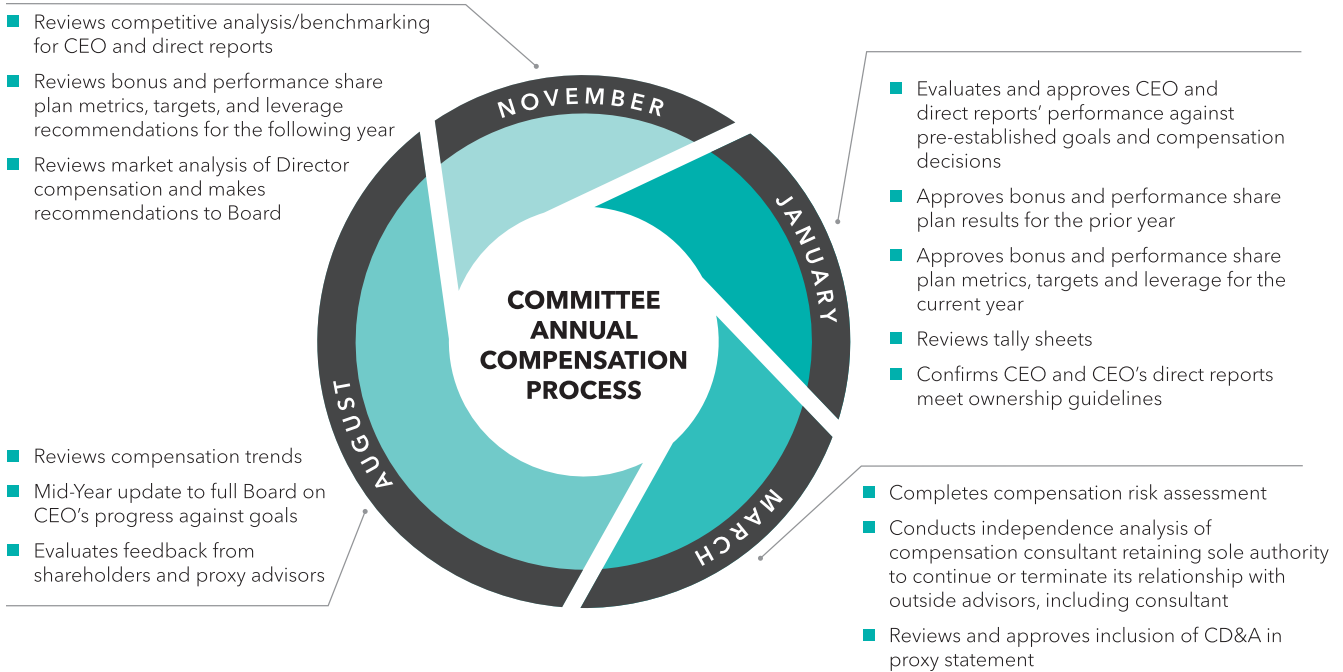 Reviews competitive analysis/benchmarking
for CEO and direct reports
Reviews bonus and performance share
plan metrics, targets, and leverage
recommendations for the following year
Reviews market analysis of Director
compensation and makes
recommendations to Board
NOVEMBER
Evaluates and approves CEO and
direct reports’ performance against
pre-established goals and compensation
decisions
Approves bonus and performance share
plan results for the prior year
Approves bonus and performance share
plan metrics, targets and leverage for the
current year
Reviews tally sheets
Confirms CEO and CEO’s direct reports
meet ownership guidelines
JANUARY
COMMITTEE
ANNUAL
COMPENSATION
PROCESS
AUGUST
Reviews compensation trends
Mid-Year update to full Board on
CEO’s progress against goals
Evaluates feedback from
shareholders and proxy advisors
MARCH
Completes compensation risk assessment
Conducts independence analysis of
compensation consultant retaining sole authority
to continue or terminate its relationship with
outside advisors, including consultant
Reviews and approves inclusion of CD&A in
proxy statement